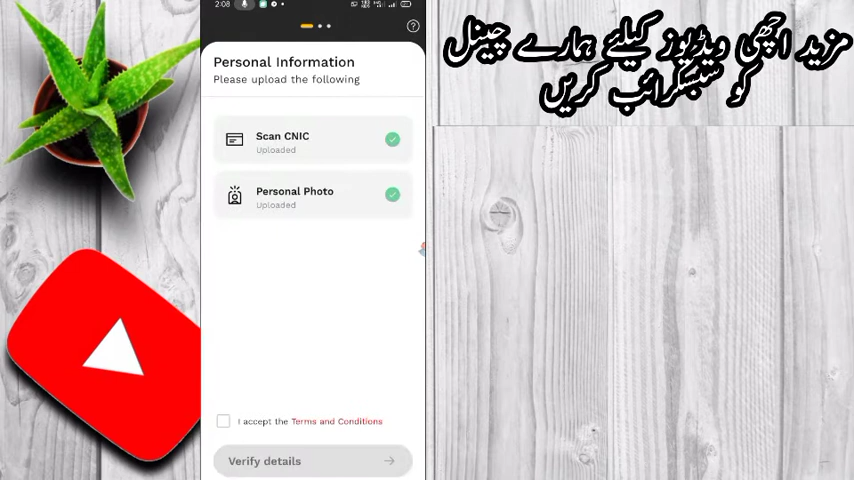 2:08
Personal Information
Please upload the following
Scan CNIC
Uploaded
Personal Photo
Uploaded
I accept the Terms and Conditions
Verify details
مزید اچھی ویڈیوز کیلئے ہمارے چینل
کو سبسکرائب کریں